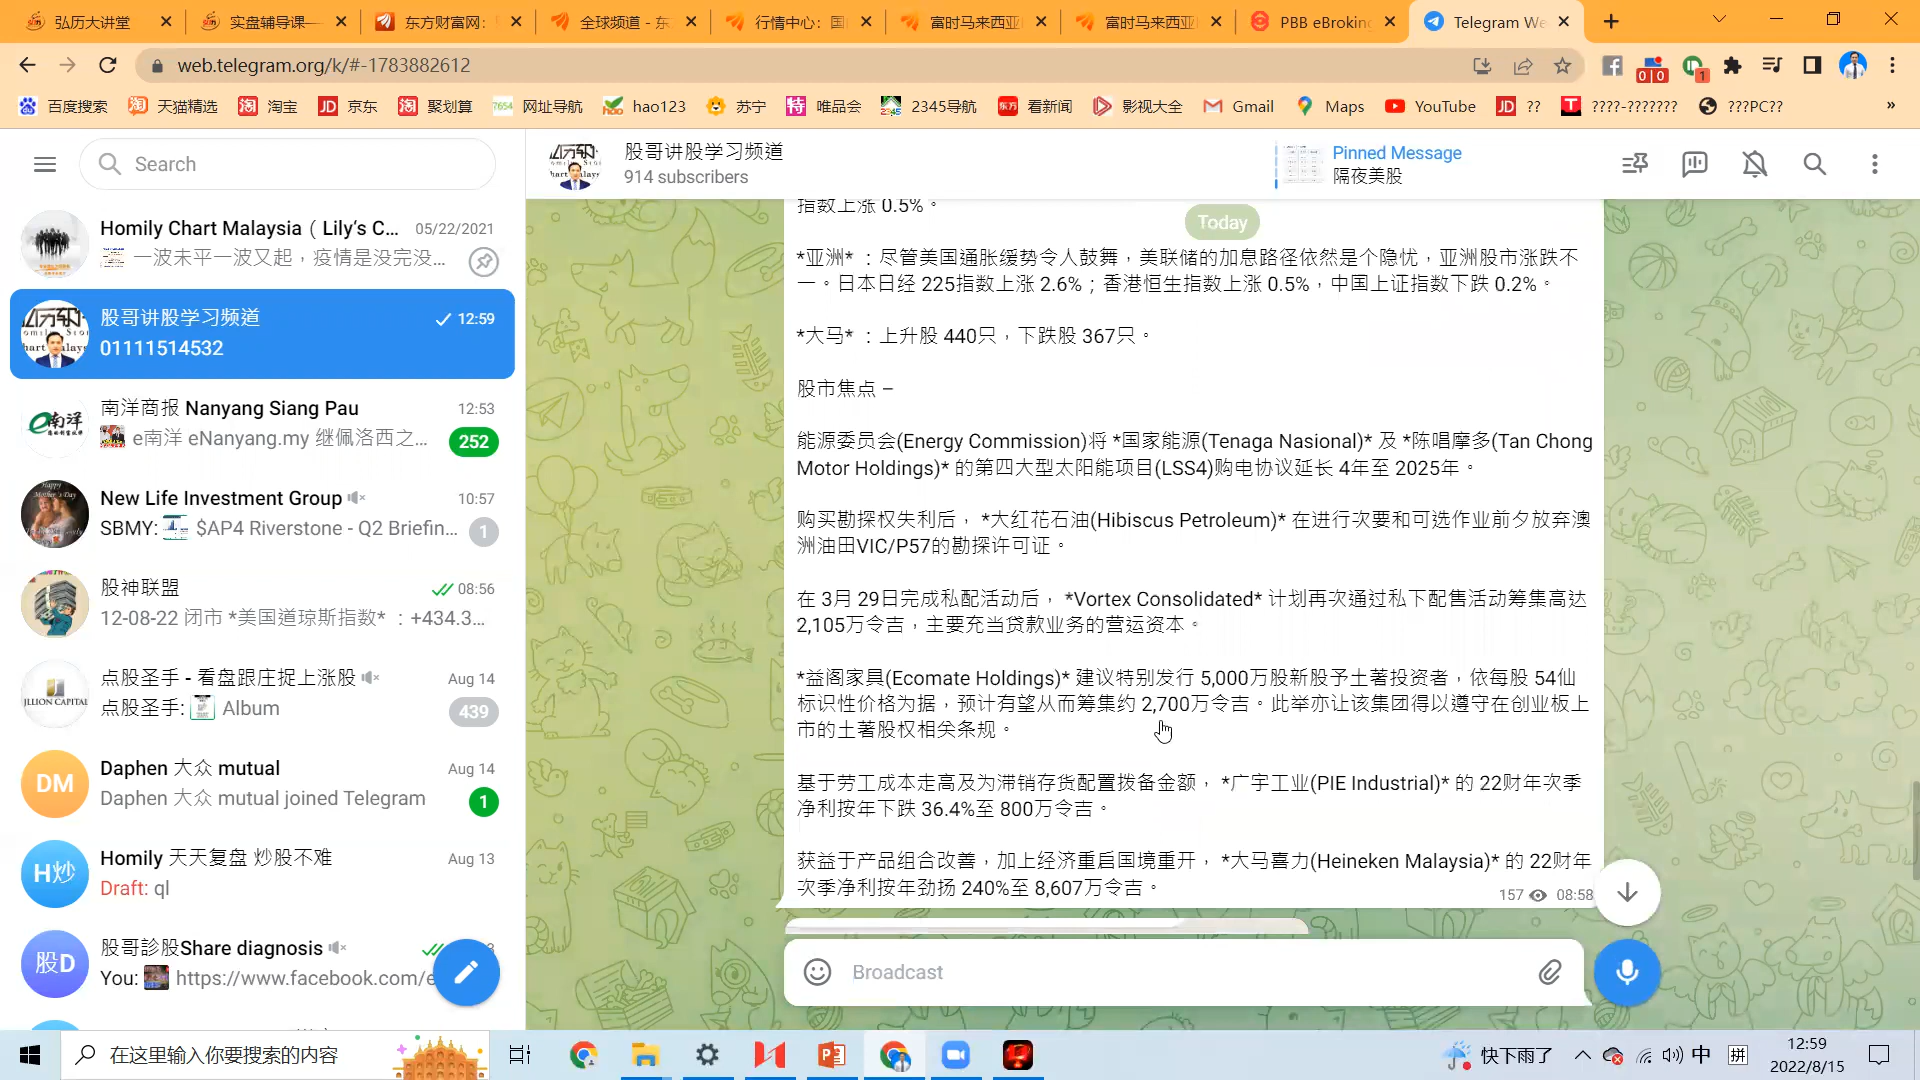 弘历大讲堂
实盘辅导课—
东方财富网：
全球频道 - 东
行情中心：国
富时马来西亚
富时马来西亚
PBB eBroking
Telegram We
web.telegram.org/k/#-1783882612
百度搜索
天猫精选
淘宝
京东
聚划算
网址导航
hao123
苏宁
唯品会
2345导航
看新闻
影视大全
Gmail
Maps
YouTube
??
????-???????
???PC??
»
Search
股哥讲股学习频道
914 subscribers
Pinned Message
隔夜美股
Homily Chart Malaysia（Lily's C...
05/22/2021
一波未平一波又起，疫情是没完没...
股哥讲股学习频道
12:59
01111514532
南洋商报 Nanyang Siang Pau
12:53
e南洋 eNanyang.my 继佩洛西之...
252
New Life Investment Group
10:57
SBMY: $AP4 Riverstone - Q2 Briefin...
1
股神联盟
08:56
12-08-22 闭市 *美国道琼斯指数* ：+434.3...
点股圣手 - 看盘跟庄捉上涨股
Aug 14
点股圣手: Album
439
DM
Daphen 大众 mutual
Aug 14
Daphen 大众 mutual joined Telegram
1
H炒
Homily 天天复盘 炒股不难
Aug 13
Draft: ql
股D
股哥診股Share diagnosis
You: https://www.facebook.com/e
指数上涨 0.5%。
Today
*亚洲* ：尽管美国通胀缓势令人鼓舞，美联储的加息路径依然是个隐忧，亚洲股市涨跌不
一。日本日经 225指数上涨 2.6%；香港恒生指数上涨 0.5%，中国上证指数下跌 0.2%。
*大马* ：上升股 440只，下跌股 367只。
股市焦点 –
能源委员会(Energy Commission)将 *国家能源(Tenaga Nasional)* 及 *陈唱摩多(Tan Chong
Motor Holdings)* 的第四大型太阳能项目(LSS4)购电协议延长 4年至 2025年。
购买勘探权失利后， *大红花石油(Hibiscus Petroleum)* 在进行次要和可选作业前夕放弃澳
洲油田VIC/P57的勘探许可证。
在 3月 29日完成私配活动后， *Vortex Consolidated* 计划再次通过私下配售活动筹集高达
2,105万令吉，主要充当贷款业务的营运资本。
*益阁家具(Ecomate Holdings)* 建议特别发行 5,000万股新股予土著投资者，依每股 54仙
标识性价格为据，预计有望从而筹集约 2,700万令吉。此举亦让该集团得以遵守在创业板上
市的土著股权相关条规。
基于劳工成本走高及为滞销存货配置拨备金额， *广宇工业(PIE Industrial)* 的 22财年次季
净利按年下跌 36.4%至 800万令吉。
获益于产品组合改善，加上经济重启国境重开， *大马喜力(Heineken Malaysia)* 的 22财年
次季净利按年劲扬 240%至 8,607万令吉。
157
08:58
Broadcast
在这里输入你要搜索的内容
快下雨了
中
拼
12:59
2022/8/15